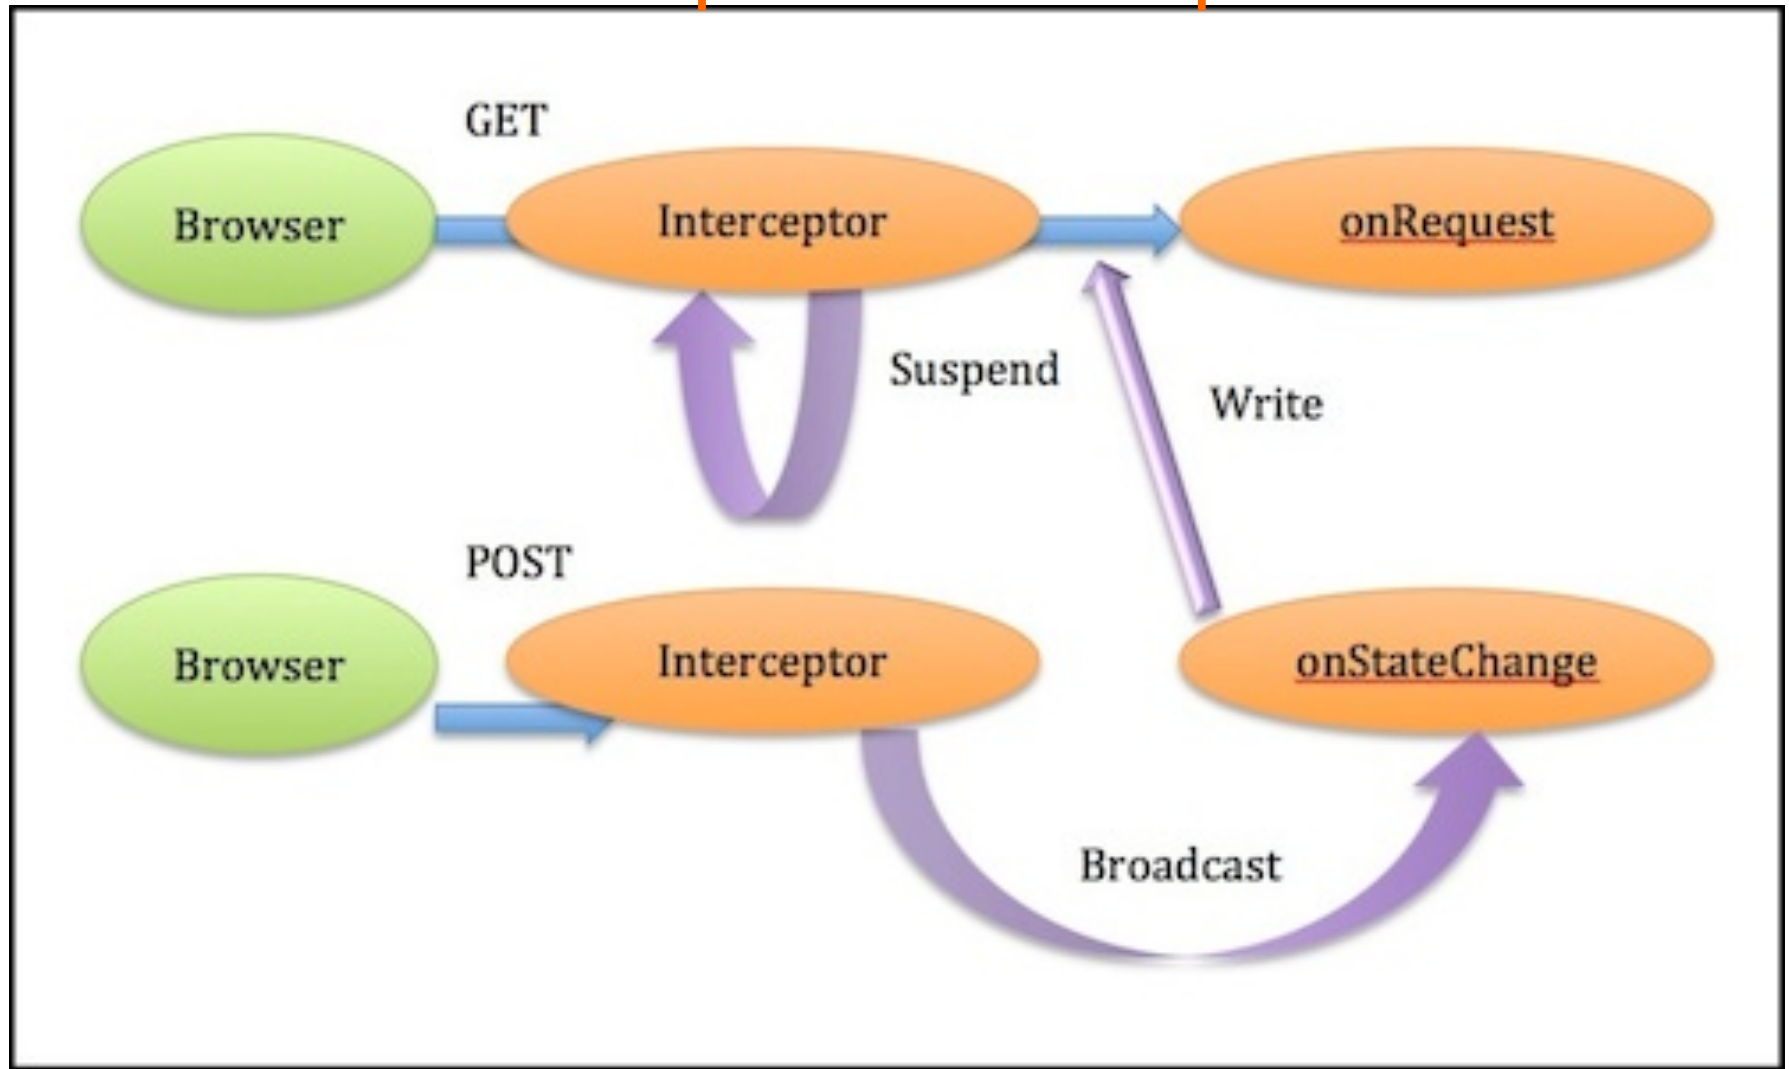 GET
Browser
Interceptor
onRequest
Suspend
Write
POST
Browser
Interceptor
onStateChange
Broadcast